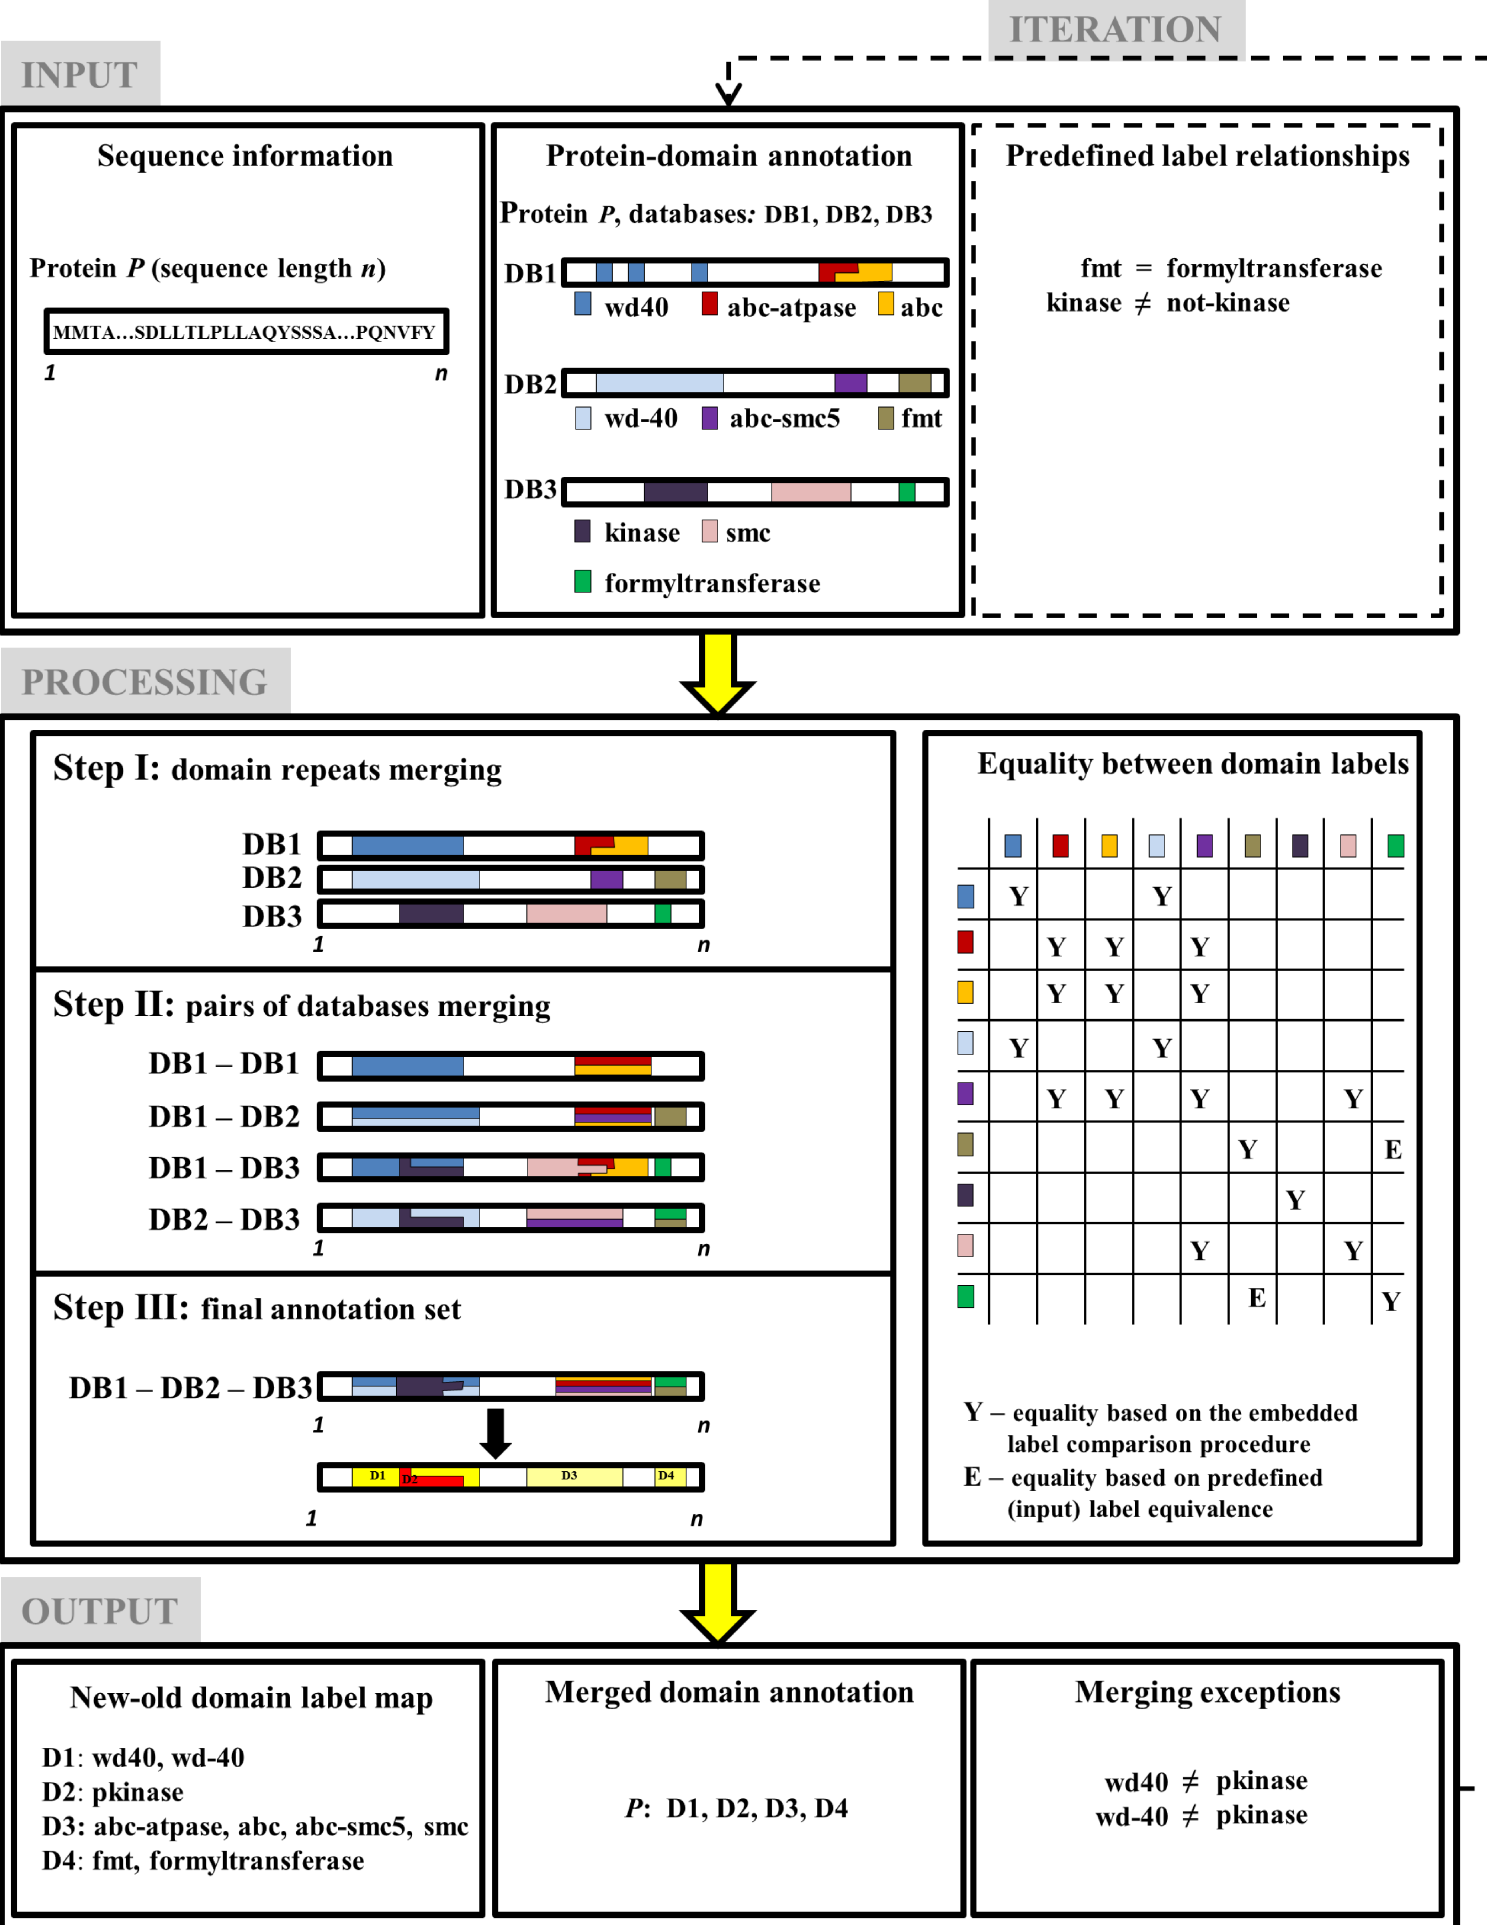 ITERATION
INPUT
Sequence information
Protein P (sequence length n)
MMTA...SDLLTLPLLAQYSSSA...PQNVFY
1 n
Protein-domain annotation
Protein P, databases: DB1, DB2, DB3
DB1
wd40 abc-atpase abc
DB2
wd-40 abc-smc5 fmt
DB3
kinase smc
formyltransferase
Predefined label relationships
fmt = formyltransferase
kinase ≠ not-kinase
PROCESSING
Step I: domain repeats merging
DB1
DB2
DB3
1 n
Step II: pairs of databases merging
DB1 – DB1
DB1 – DB2
DB1 – DB3
DB2 – DB3
1 n
Step III: final annotation set
DB1 – DB2 – DB3
1 n
D1 D2 D3 D4
1 n
Equality between domain labels
Y Y
Y Y Y
Y Y Y
Y Y
Y Y Y Y
Y E
Y
Y Y
E Y
Y – equality based on the embedded
label comparison procedure
E – equality based on predefined
(input) label equivalence
OUTPUT
New-old domain label map
D1: wd40, wd-40
D2: pkinase
D3: abc-atpase, abc, abc-smc5, smc
D4: fmt, formyltransferase
Merged domain annotation
P: D1, D2, D3, D4
Merging exceptions
wd40 ≠ pkinase
wd-40 ≠ pkinase